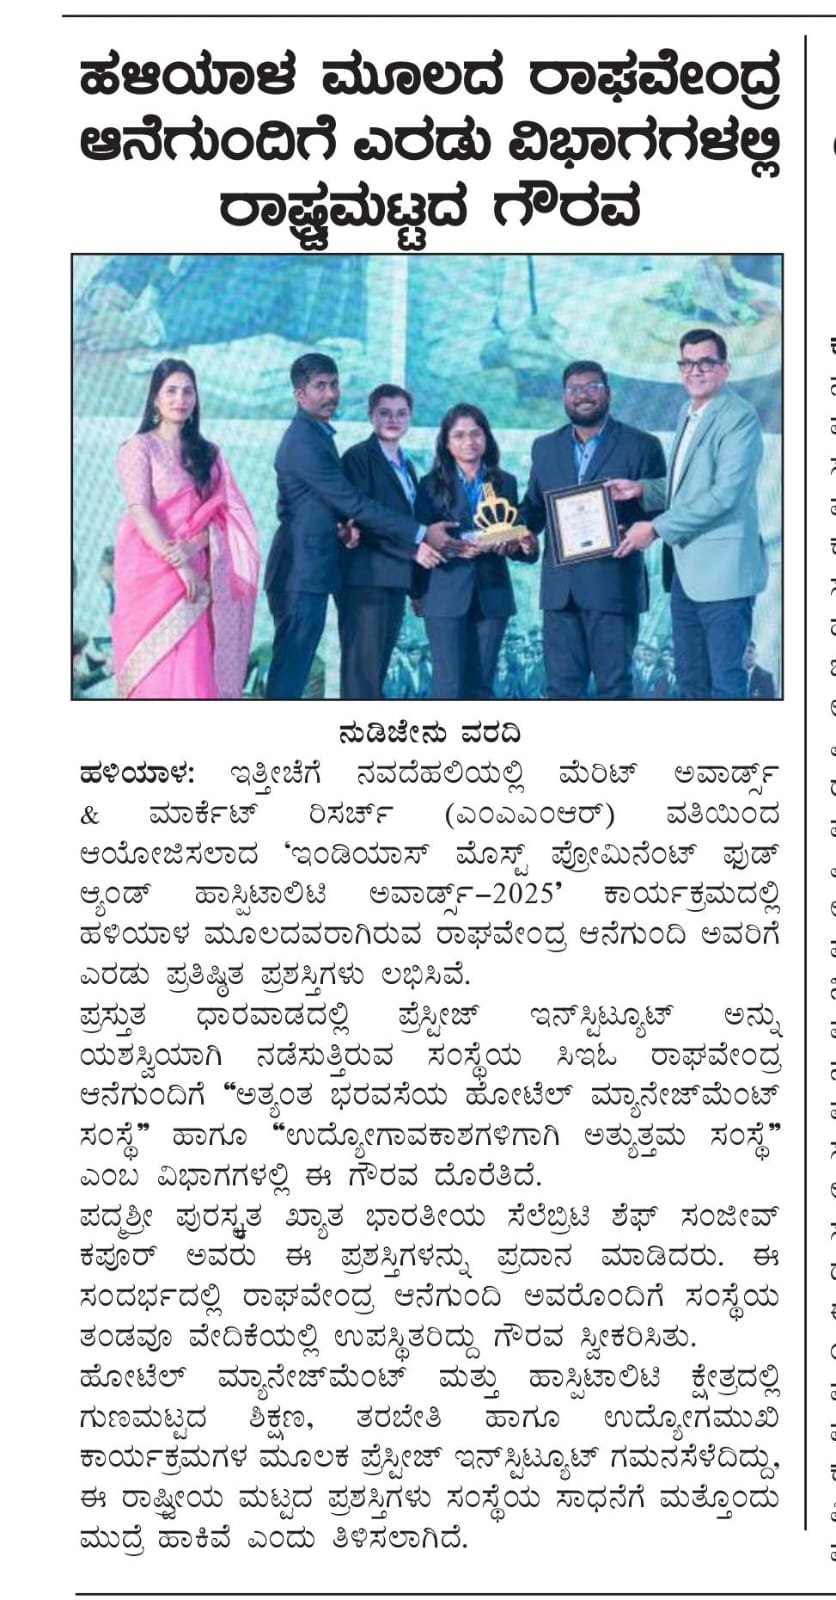 ಹಳಿಯಾಳ ಮೂಲದ ರಾಘವೇಂದ್ರ
ಆನೆಗುಂದಿಗೆ ಎರಡು ವಿಭಾಗಗಳಲ್ಲಿ
ರಾಷ್ಟ್ರಮಟ್ಟದ ಗೌರವ
ನುಡಿಜೇನು ವರದಿ
ಹಳಿಯಾಳ: ಇತ್ತೀಚೆಗೆ ನವದೆಹಲಿಯಲ್ಲಿ ಮೆರಿಟ್ ಅವಾರ್ಡ್ಸ್
& ಮಾರ್ಕೆಟ್ ರಿಸರ್ಚ್ (ಎಂಎಎಂಆರ್) ವತಿಯಿಂದ
ಆಯೋಜಿಸಲಾದ ‘ಇಂಡಿಯಾಸ್ ಮೊಸ್ಟ್ ಪ್ರೋಮಿನೆಂಟ್ ಫುಡ್
ಆ್ಯಂಡ್ ಹಾಸ್ಪಿಟಾಲಿಟಿ ಅವಾರ್ಡ್ಸ್–2025’ ಕಾರ್ಯಕ್ರಮದಲ್ಲಿ
ಹಳಿಯಾಳ ಮೂಲದವರಾಗಿರುವ ರಾಘವೇಂದ್ರ ಆನೆಗುಂದಿ ಅವರಿಗೆ
ಎರಡು ಪ್ರತಿಷ್ಠಿತ ಪ್ರಶಸ್ತಿಗಳು ಲಭಿಸಿವೆ.
ಪ್ರಸ್ತುತ ಧಾರವಾಡದಲ್ಲಿ ಪ್ರೆಸ್ಟೀಜ್ ಇನ್‌ಸ್ಟಿಟ್ಯೂಟ್ ಅನ್ನು
ಯಶಸ್ವಿಯಾಗಿ ನಡೆಸುತ್ತಿರುವ ಸಂಸ್ಥೆಯ ಸಿಇಓ ರಾಘವೇಂದ್ರ
ಆನೆಗುಂದಿಗೆ “ಅತ್ಯಂತ ಭರವಸೆಯ ಹೋಟೆಲ್ ಮ್ಯಾನೇಜ್‌ಮೆಂಟ್
ಸಂಸ್ಥೆ” ಹಾಗೂ “ಉದ್ಯೋಗಾವಕಾಶಗಳಿಗಾಗಿ ಅತ್ಯುತ್ತಮ ಸಂಸ್ಥೆ”
ಎಂಬ ವಿಭಾಗಗಳಲ್ಲಿ ಈ ಗೌರವ ದೊರೆತಿದೆ.
ಪದ್ಮಶ್ರೀ ಪುರಸ್ಕೃತ ಖ್ಯಾತ ಭಾರತೀಯ ಸೆಲೆಬ್ರಿಟಿ ಶೆಫ್ ಸಂಜೀವ್
ಕಪೂರ್ ಅವರು ಈ ಪ್ರಶಸ್ತಿಗಳನ್ನು ಪ್ರದಾನ ಮಾಡಿದರು. ಈ
ಸಂದರ್ಭದಲ್ಲಿ ರಾಘವೇಂದ್ರ ಆನೆಗುಂದಿ ಅವರೊಂದಿಗೆ ಸಂಸ್ಥೆಯ
ತಂಡವೂ ವೇದಿಕೆಯಲ್ಲಿ ಉಪಸ್ಥಿತರಿದ್ದು ಗೌರವ ಸ್ವೀಕರಿಸಿತು.
ಹೋಟೆಲ್ ಮ್ಯಾನೇಜ್‌ಮೆಂಟ್ ಮತ್ತು ಹಾಸ್ಪಿಟಾಲಿಟಿ ಕ್ಷೇತ್ರದಲ್ಲಿ
ಗುಣಮಟ್ಟದ ಶಿಕ್ಷಣ, ತರಬೇತಿ ಹಾಗೂ ಉದ್ಯೋಗಮುಖಿ
ಕಾರ್ಯಕ್ರಮಗಳ ಮೂಲಕ ಪ್ರೆಸ್ಟೀಜ್ ಇನ್‌ಸ್ಟಿಟ್ಯೂಟ್ ಗಮನಸೆಳೆದಿದ್ದು,
ಈ ರಾಷ್ಟ್ರೀಯ ಮಟ್ಟದ ಪ್ರಶಸ್ತಿಗಳು ಸಂಸ್ಥೆಯ ಸಾಧನೆಗೆ ಮತ್ತೊಂದು
ಮುದ್ರೆ ಹಾಕಿವೆ ಎಂದು ತಿಳಿಸಲಾಗಿದೆ.